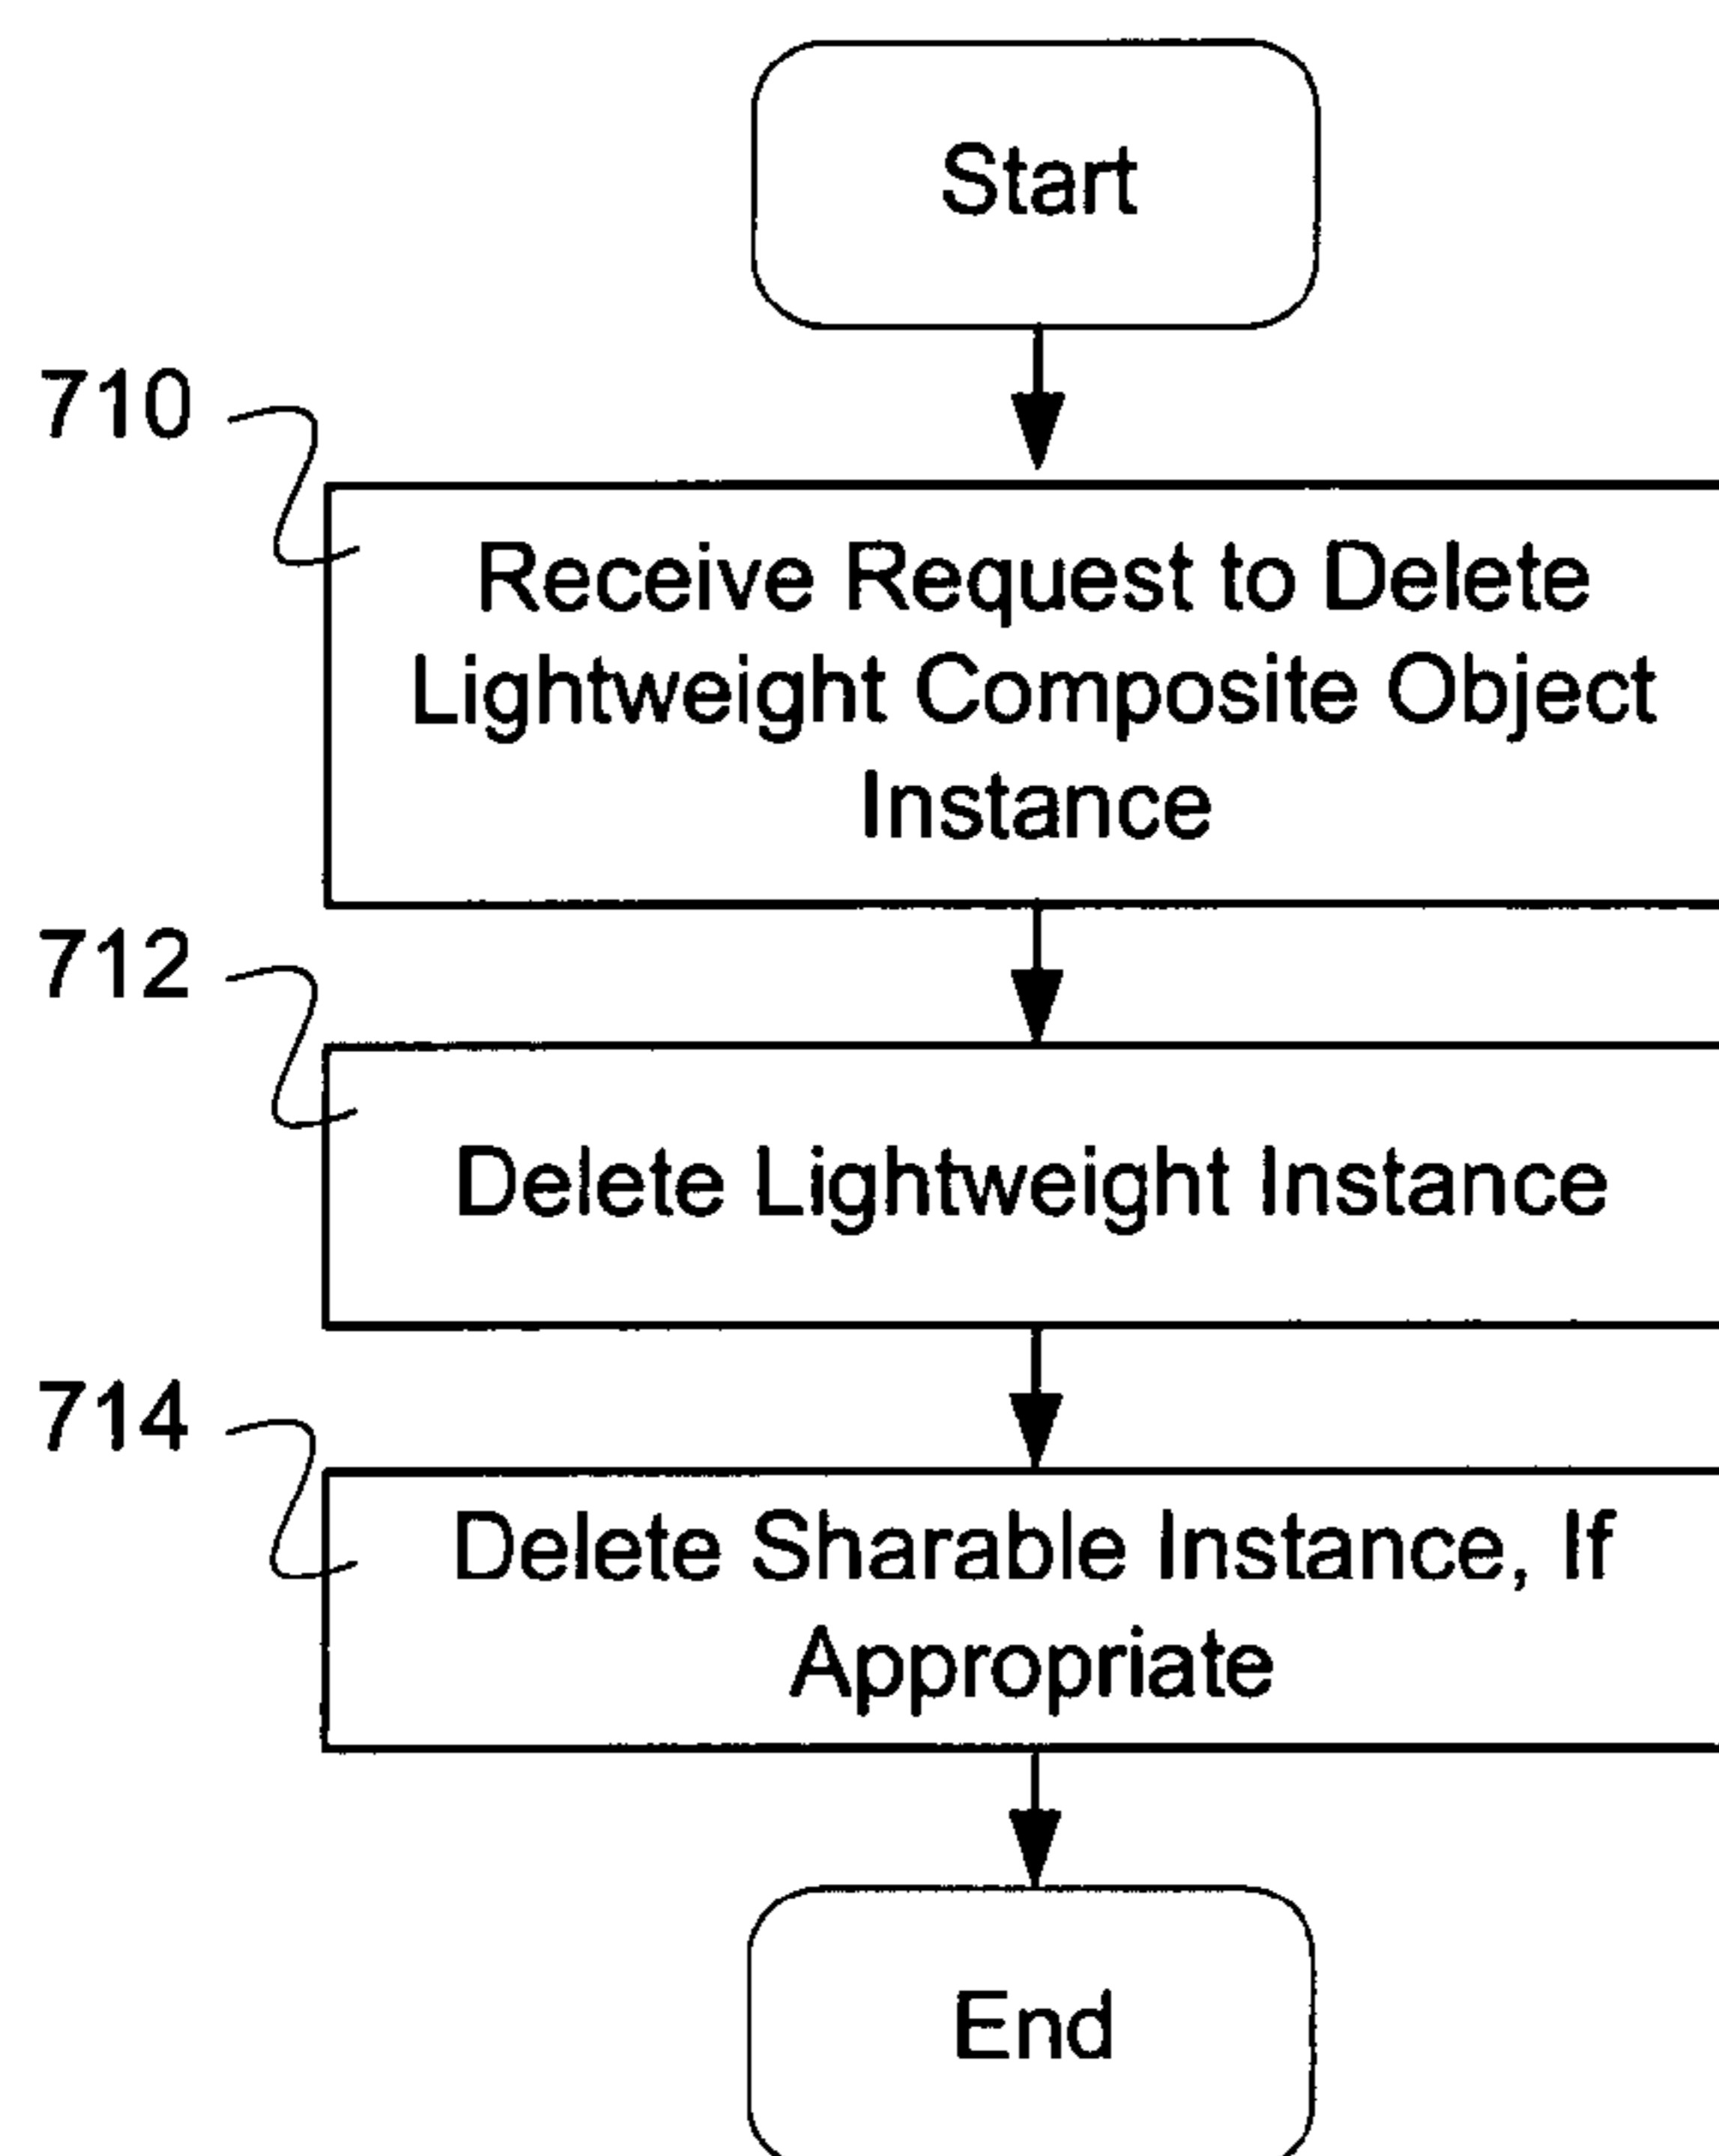 Start
710
Receive Request to Delete
Lightweight Composite Object
Instance
712
Delete Lightweight Instance
714
Delete Sharable Instance, If
Appropriate
End